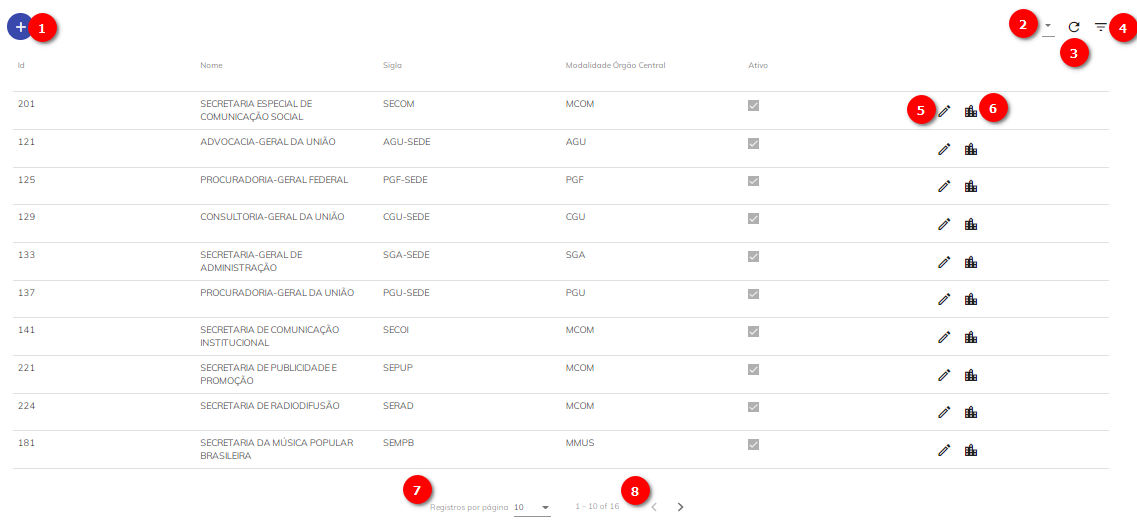 + 1 2 3 4
Id Nome Sigla Modalidade Órgão Central Ativo
201 SECRETARIA ESPECIAL DE SECOM MCOM 5 6
COMUNICAÇÃO SOCIAL
121 ADVOCACIA-GERAL DA UNIÃO AGU-SEDE AGU
125 PROCURADORIA-GERAL FEDERAL PGF-SEDE PGF
129 CONSULTORIA-GERAL DA UNIÃO CGU-SEDE CGU
133 SECRETARIA-GERAL DE SGA-SEDE SGA
ADMINISTRAÇÃO
137 PROCURADORIA-GERAL DA UNIÃO PGU-SEDE PGU
141 SECRETARIA DE COMUNICAÇÃO SECOI MCOM
INSTITUCIONAL
221 SECRETARIA DE PUBLICIDADE E SEPUP MCOM
PROMOÇÃO
224 SECRETARIA DE RADIODIFUSÃO SERAD MCOM
181 SECRETARIA DA MÚSICA POPULAR SEMPB MMUS
BRASILEIRA
7 Registros por página 10 1 - 10 of 16 8